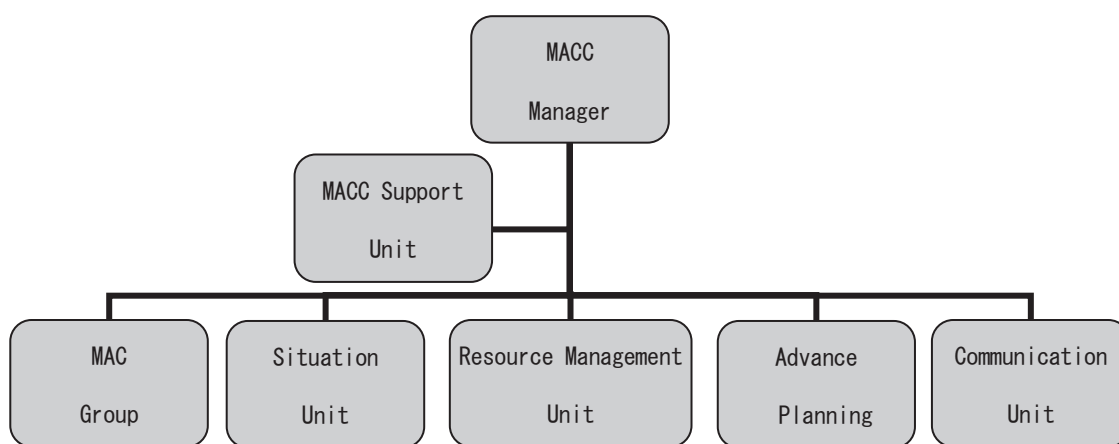 MACC
Manager
MACC Support
Unit
MAC
Group
Situation
Unit
Resource Management
Unit
Advance
Planning
Communication
Unit